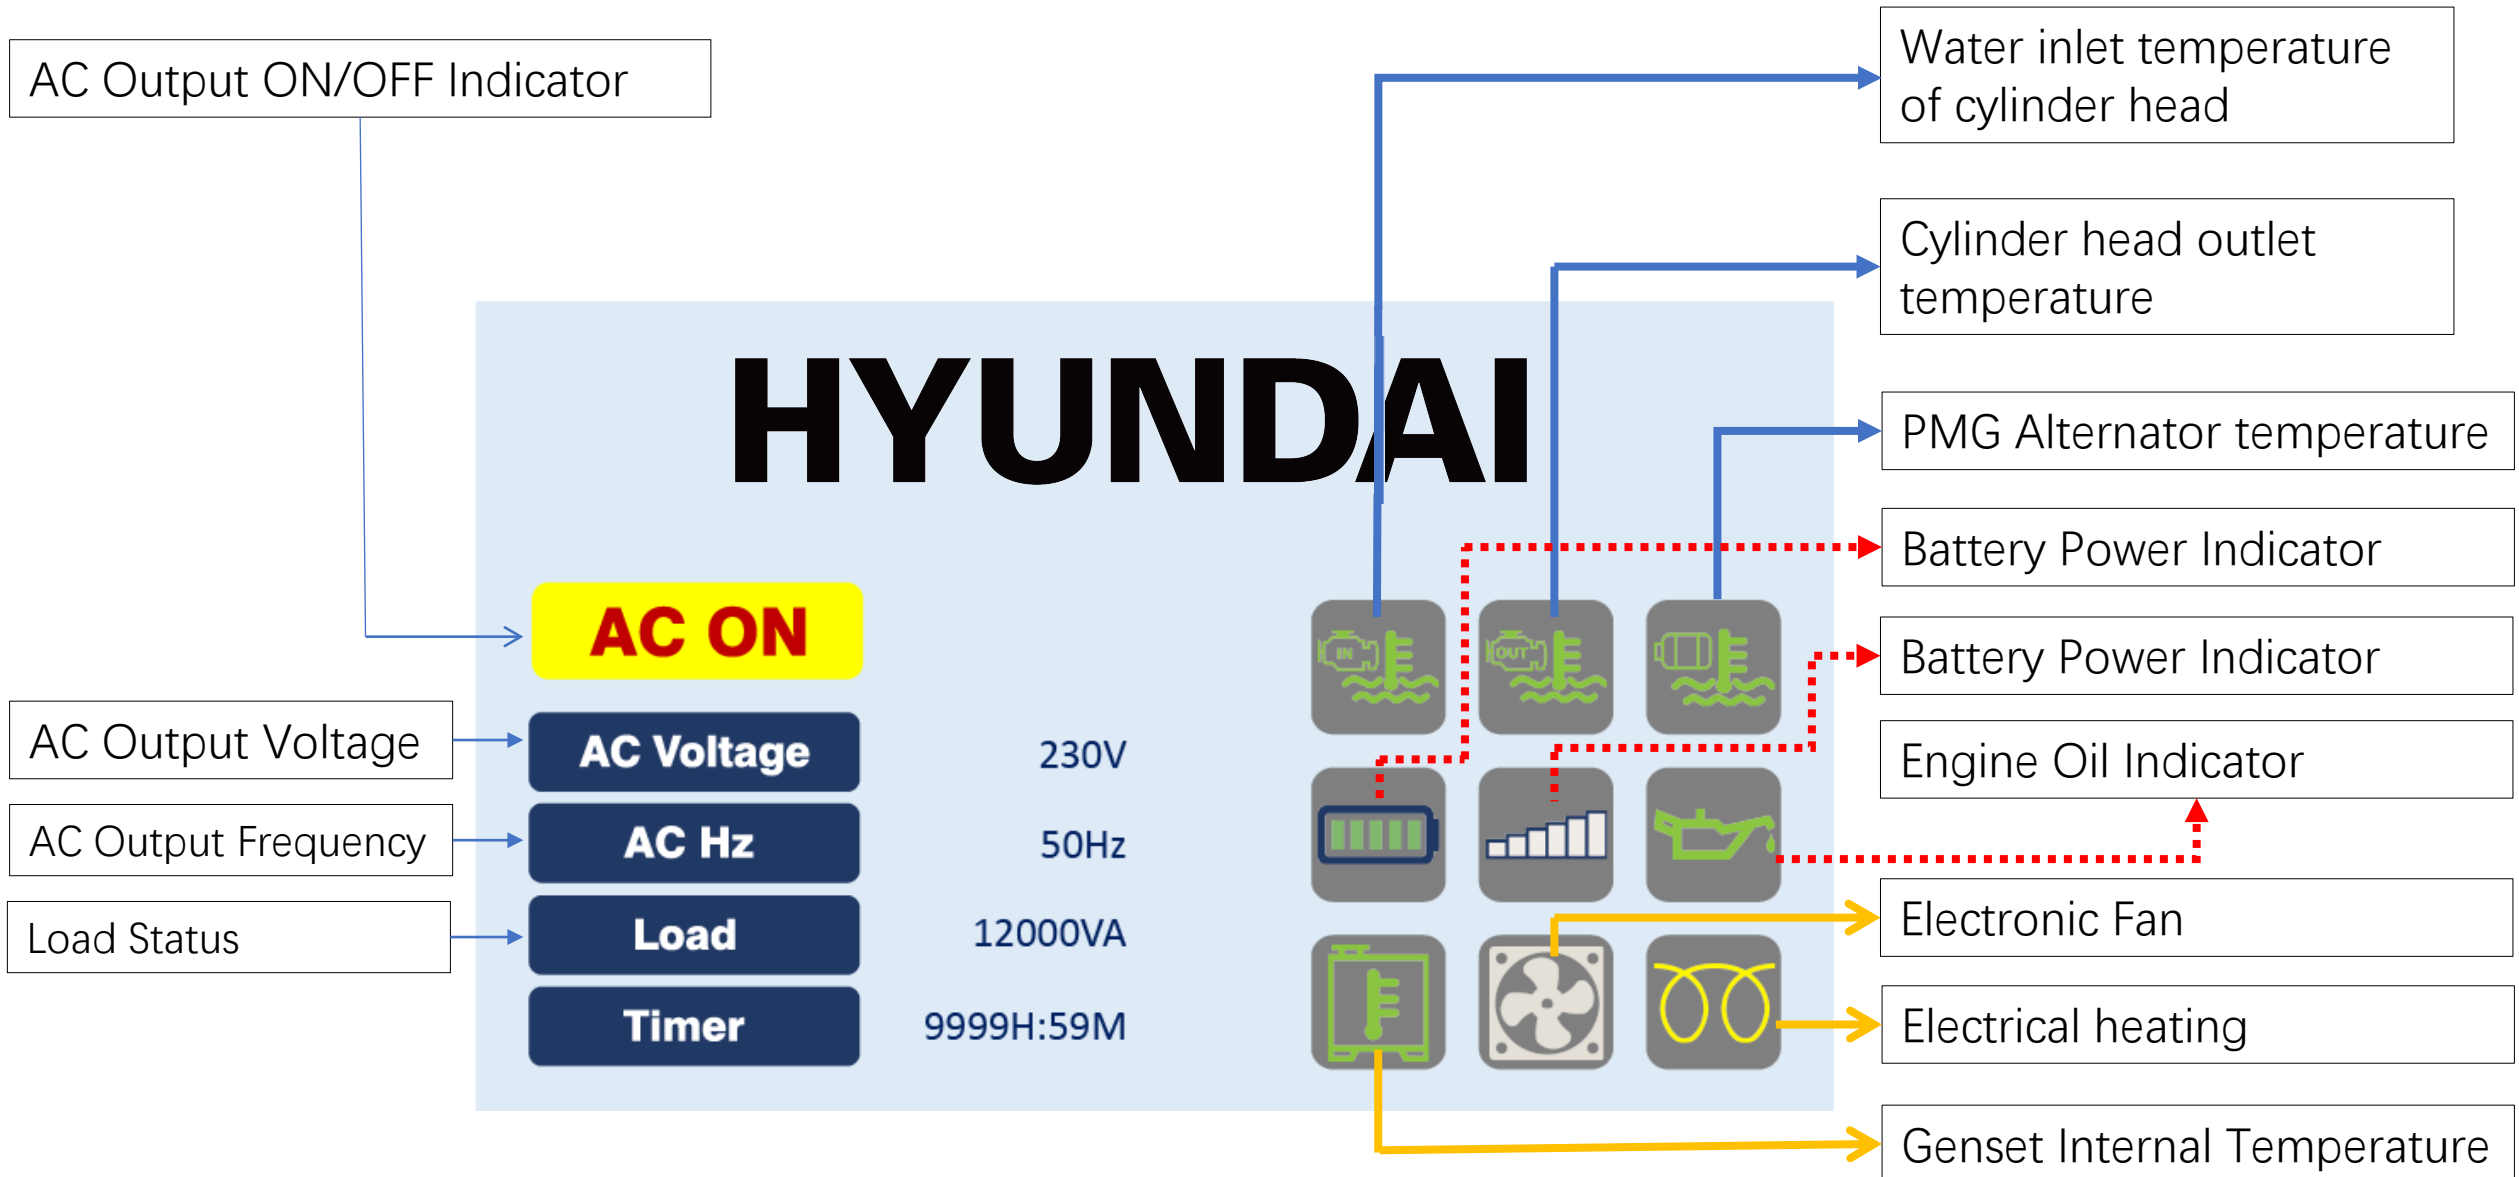 AC Output ON/OFF Indicator
Water inlet temperature
of cylinder head
Cylinder head outlet
temperature
HYUNDAI
PMG Alternator temperature
Battery Power Indicator
AC ON
IN
OUT
Battery Power Indicator
AC Output Voltage
AC Voltage
230V
Engine Oil Indicator
AC Output Frequency
AC Hz
50Hz
Load Status
Load
12000VA
Electronic Fan
Timer
9999H:59M
Electrical heating
Genset Internal Temperature